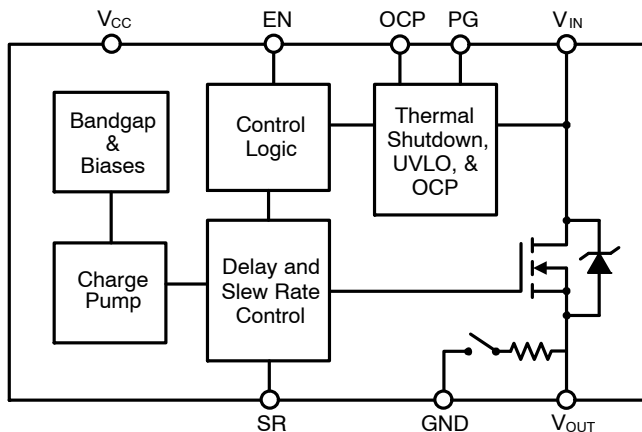 VCC
EN
OCP
PG
VIN
Bandgap
&
Biases
Control
Logic
Thermal
Shutdown,
UVLO, &
OCP
Charge
Pump
Delay and
Slew Rate
Control
SR
GND
VOUT